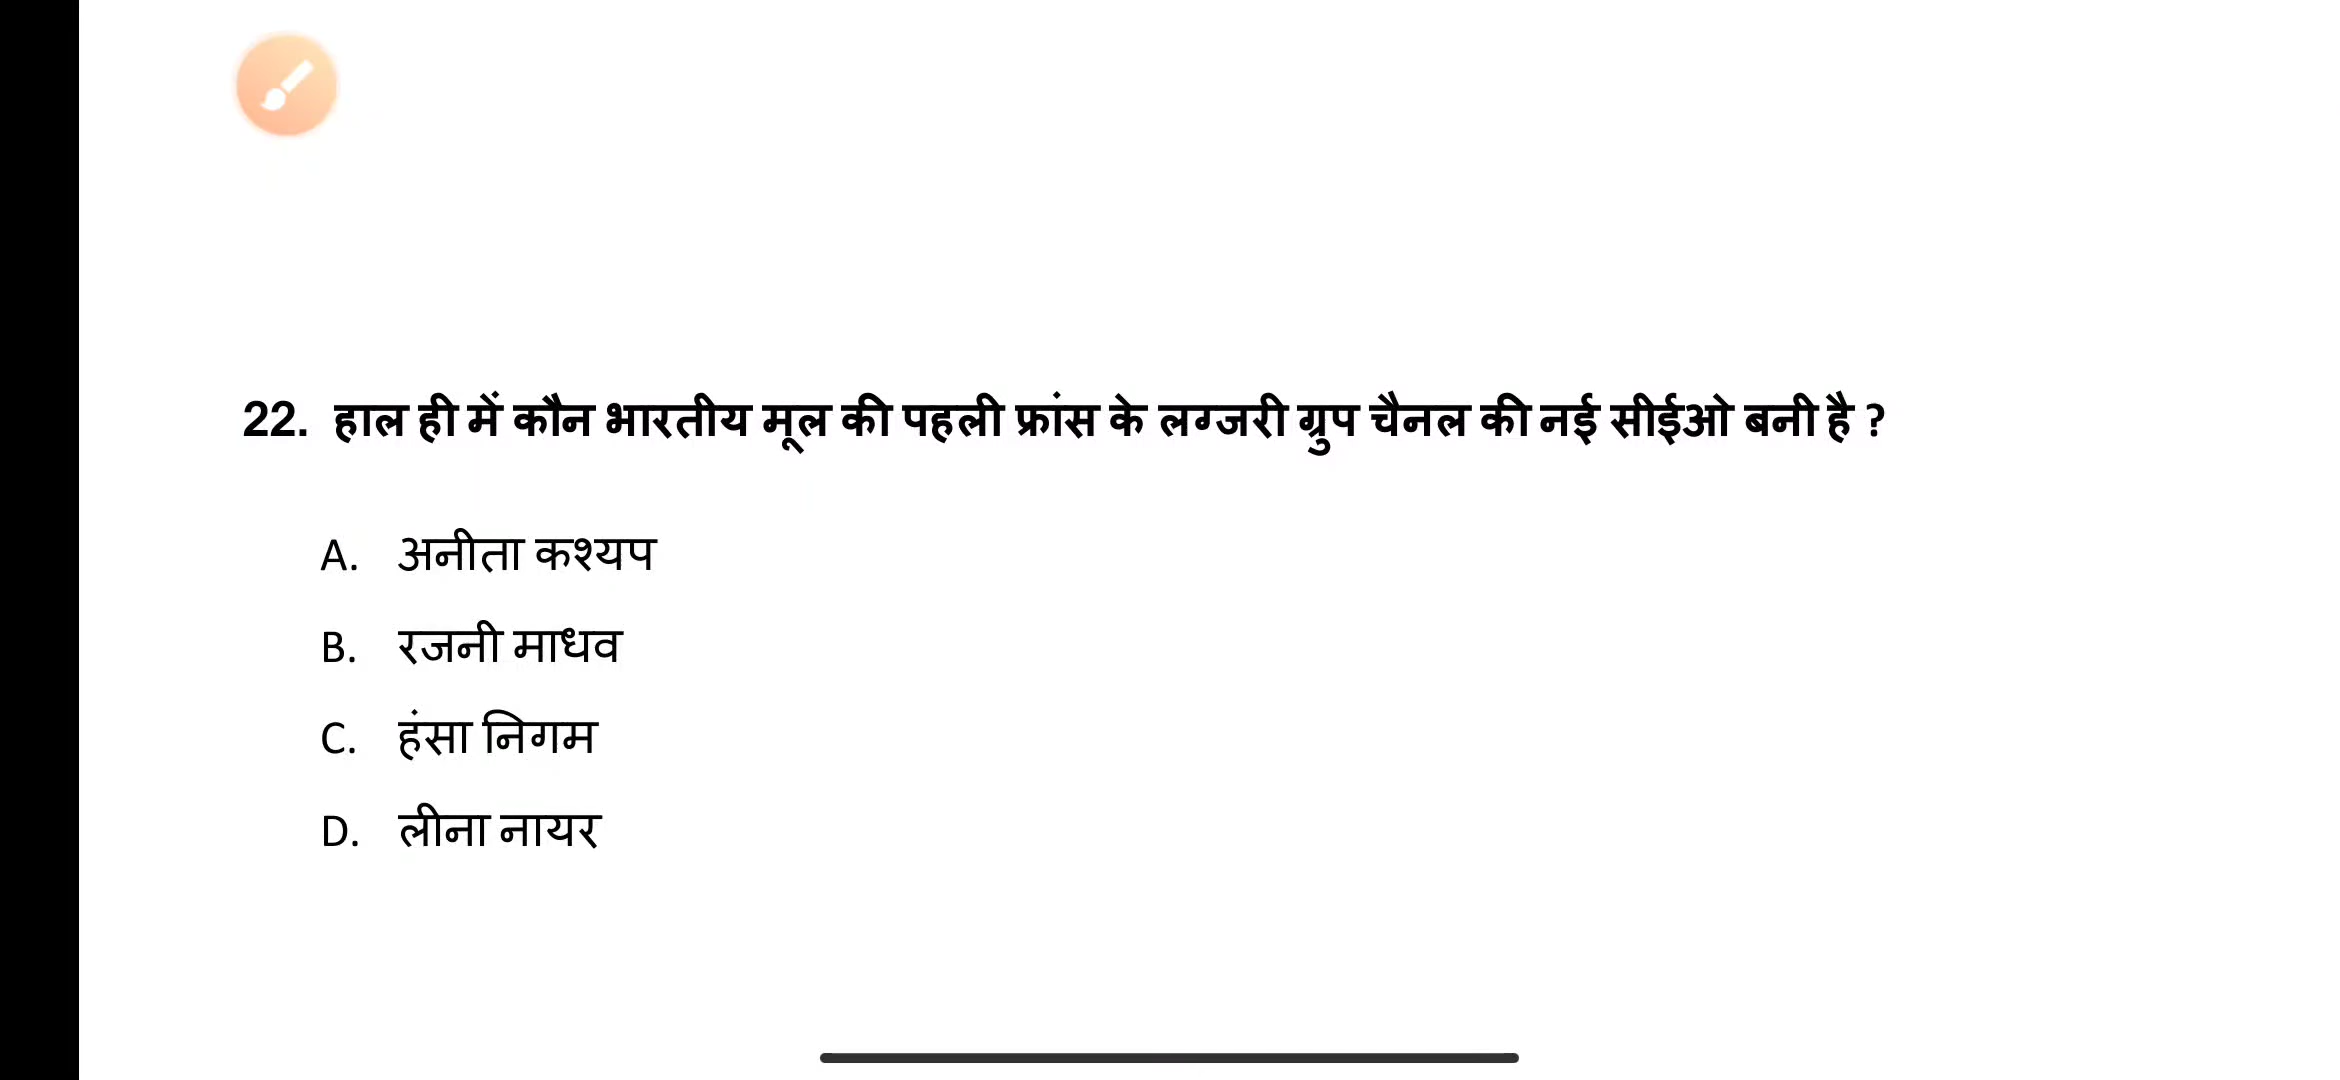 22. हाल ही में कौन भारतीय मूल की पहली फ्रांस के लग्जरी ग्रुप चैनल की नई सीईओ बनी है ?
A. अनीता कश्यप
B. रजनी माधव
C. हंसा निगम
D. लीना नायर